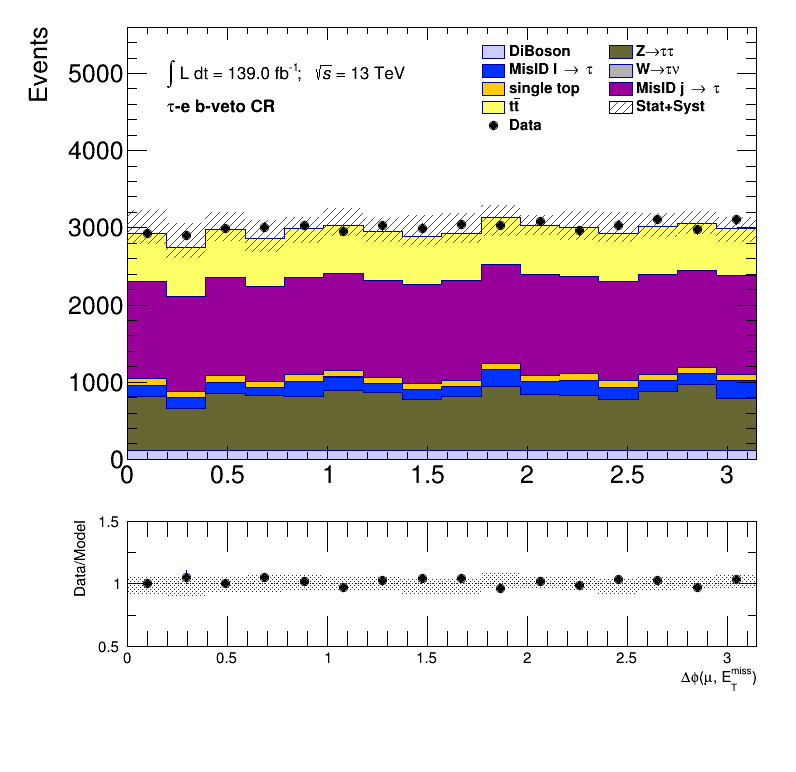 Events
5000
4000
3000
2000
1000
0
∫ L dt = 139.0 fb⁻¹; √s = 13 TeV
τ-e b-veto CR
DiBoson
Z→ττ
MisID l → τ
W→τν
single top
MisID j → τ
tt̄
Stat+Syst
Data
0 0.5 1 1.5 2 2.5 3
Data/Model
1.5
1
0.5
0 0.5 1 1.5 2 2.5 3
Δϕ(μ, E_T^miss)